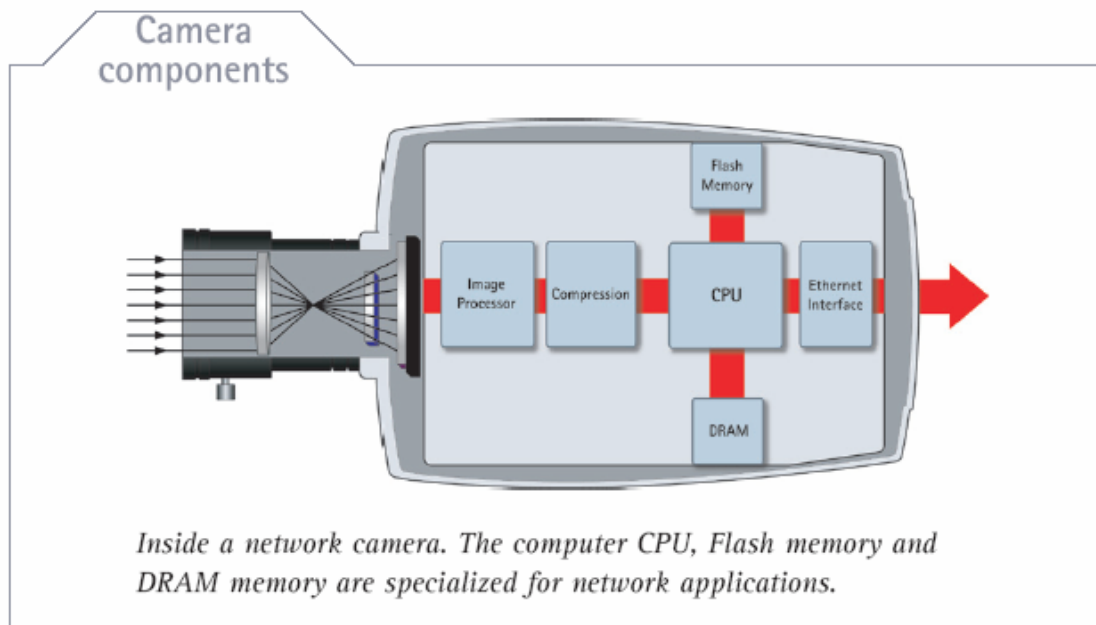 Camera
components
Flash
Memory
Image
Processor
Compression
CPU
Ethernet
Interface
DRAM
Inside a network camera. The computer CPU, Flash memory and
DRAM memory are specialized for network applications.